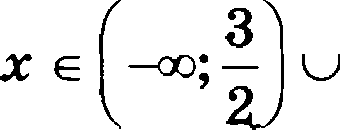 x ∈ (−∞; 3/2) ∪